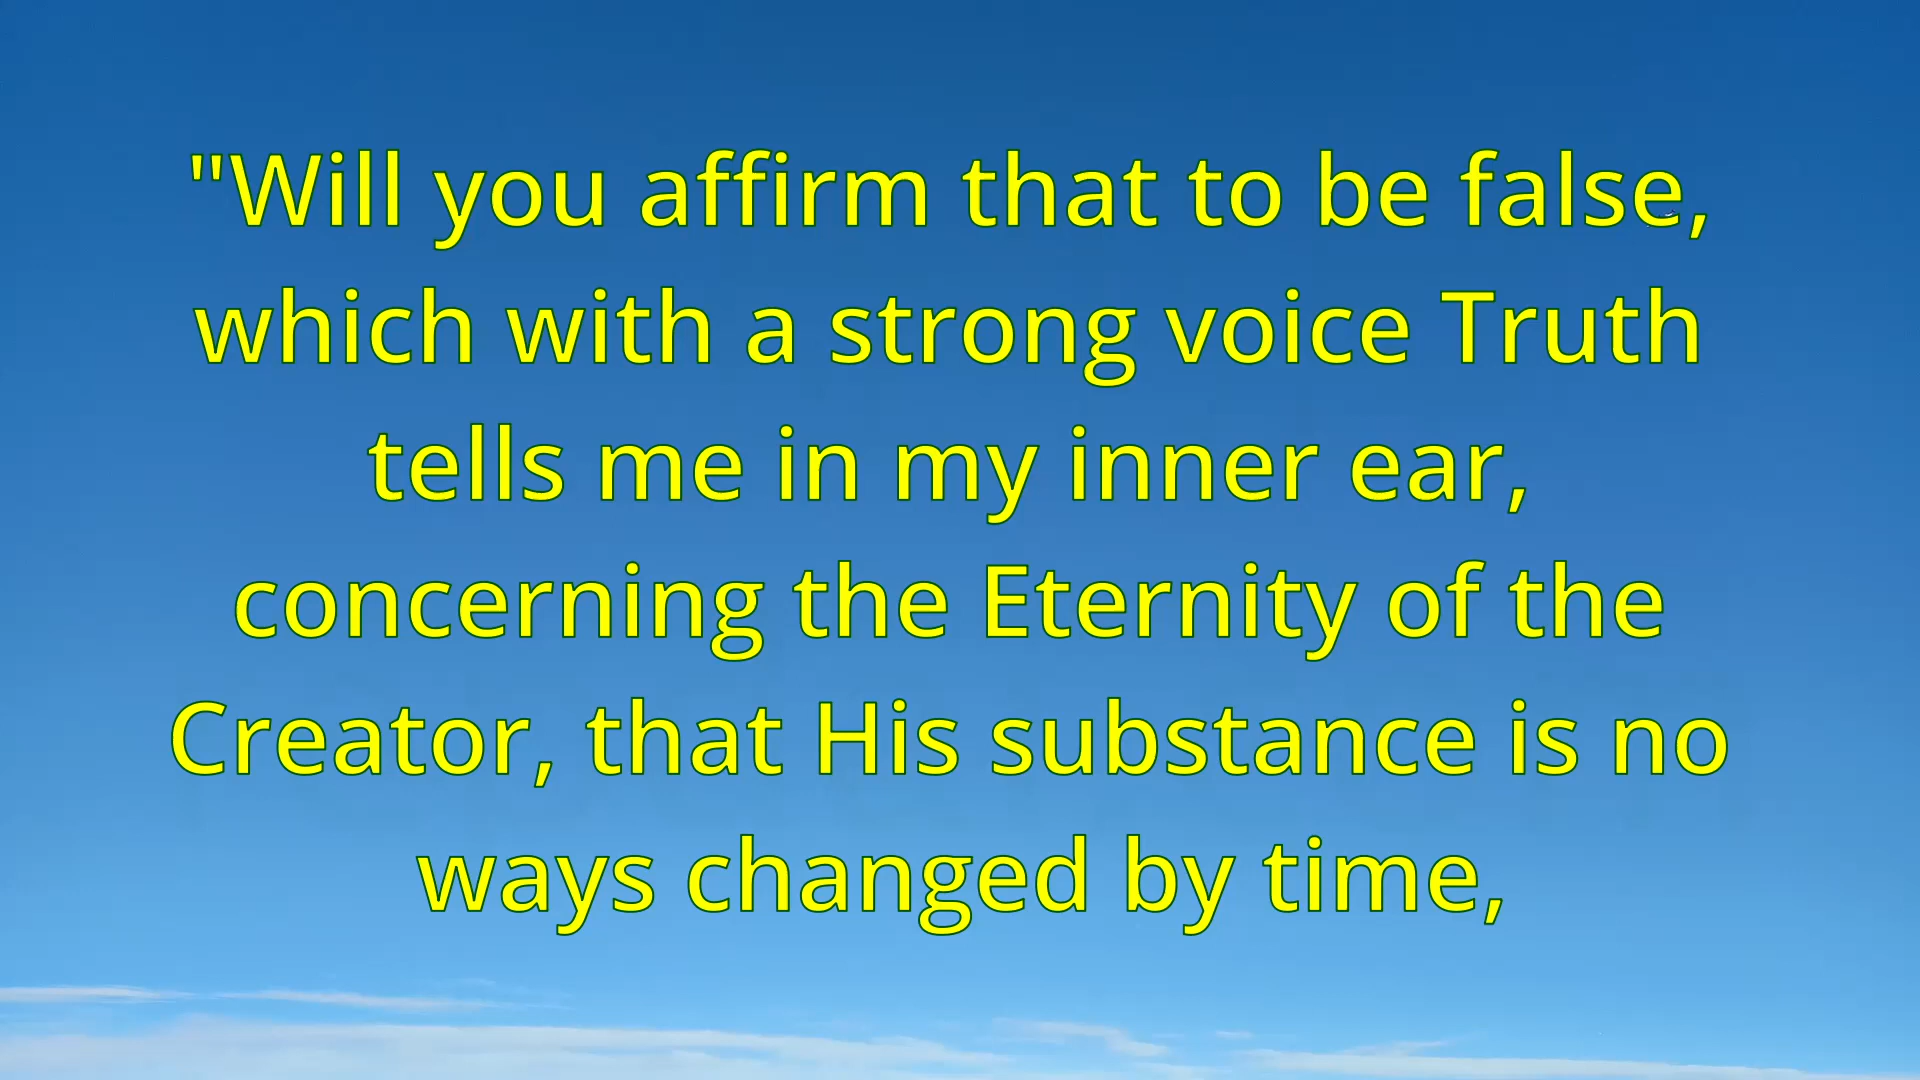 "Will you affirm that to be false,
which with a strong voice Truth
tells me in my inner ear,
concerning the Eternity of the
Creator, that His substance is no
ways changed by time,